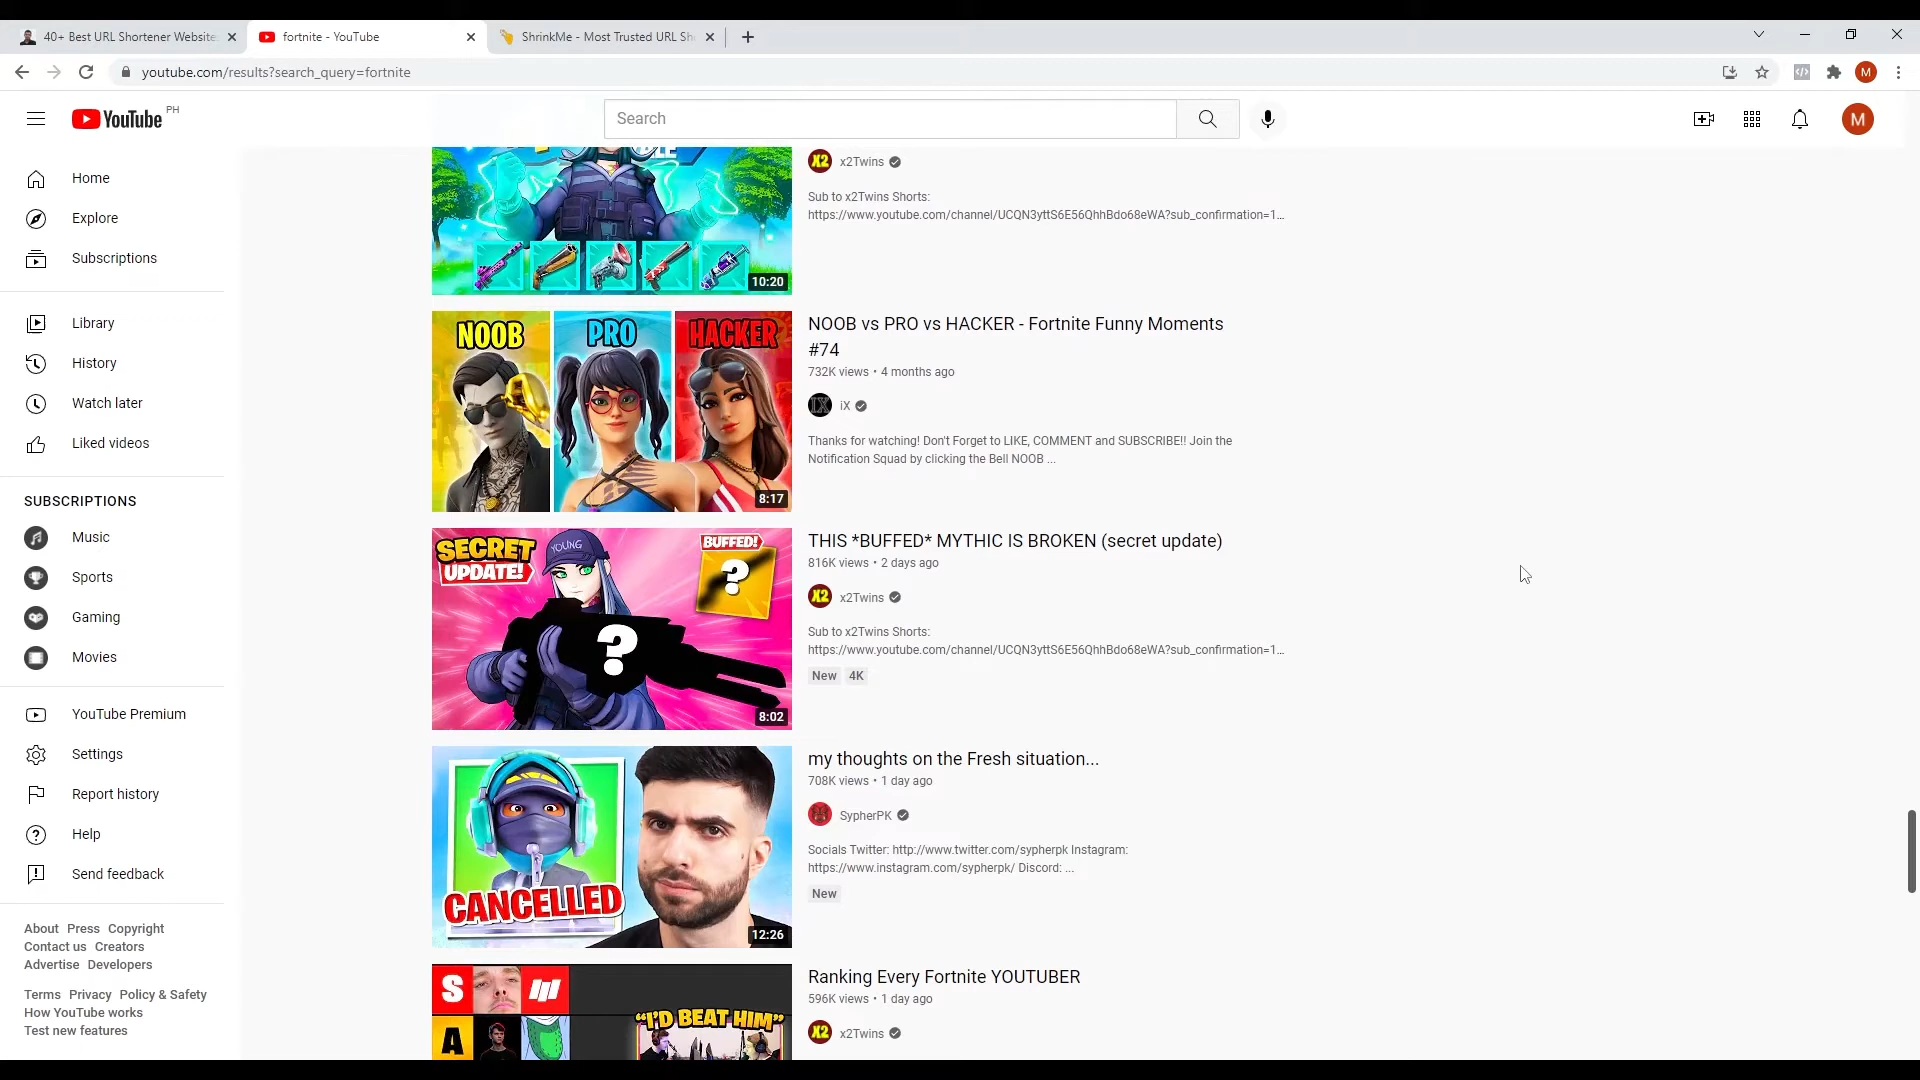 40+ Best URL Shortener Website
fortnite - YouTube
ShrinkMe - Most Trusted URL Sh
youtube.com/results?search_query=fortnite
M
YouTube PH
Search
M
Home
Explore
Subscriptions
Library
History
Watch later
Liked videos
SUBSCRIPTIONS
Music
Sports
Gaming
Movies
YouTube Premium
Settings
Report history
Help
Send feedback
About Press Copyright
Contact us Creators
Advertise Developers
Terms Privacy Policy & Safety
How YouTube works
Test new features
10:20
X2 x2Twins
Sub to x2Twins Shorts:
https://www.youtube.com/channel/UCQN3yttS6E56QhhBdo68eWA?sub_confirmation=1...
NOOB PRO HACKER
8:17
NOOB vs PRO vs HACKER - Fortnite Funny Moments
#74
732K views • 4 months ago
IX iX
Thanks for watching! Don't Forget to LIKE, COMMENT and SUBSCRIBE!! Join the
Notification Squad by clicking the Bell NOOB ...
SECRET
UPDATE!
YOUNG
BUFFED!
?
?
8:02
THIS *BUFFED* MYTHIC IS BROKEN (secret update)
816K views • 2 days ago
X2 x2Twins
Sub to x2Twins Shorts:
https://www.youtube.com/channel/UCQN3yttS6E56QhhBdo68eWA?sub_confirmation=1...
New 4K
CANCELLED
12:26
my thoughts on the Fresh situation...
708K views • 1 day ago
SypherPK
Socials Twitter: http://www.twitter.com/sypherpk Instagram:
https://www.instagram.com/sypherpk/ Discord: ...
New
S
A
“I'D BEAT HIM”
Ranking Every Fortnite YOUTUBER
596K views • 1 day ago
X2 x2Twins